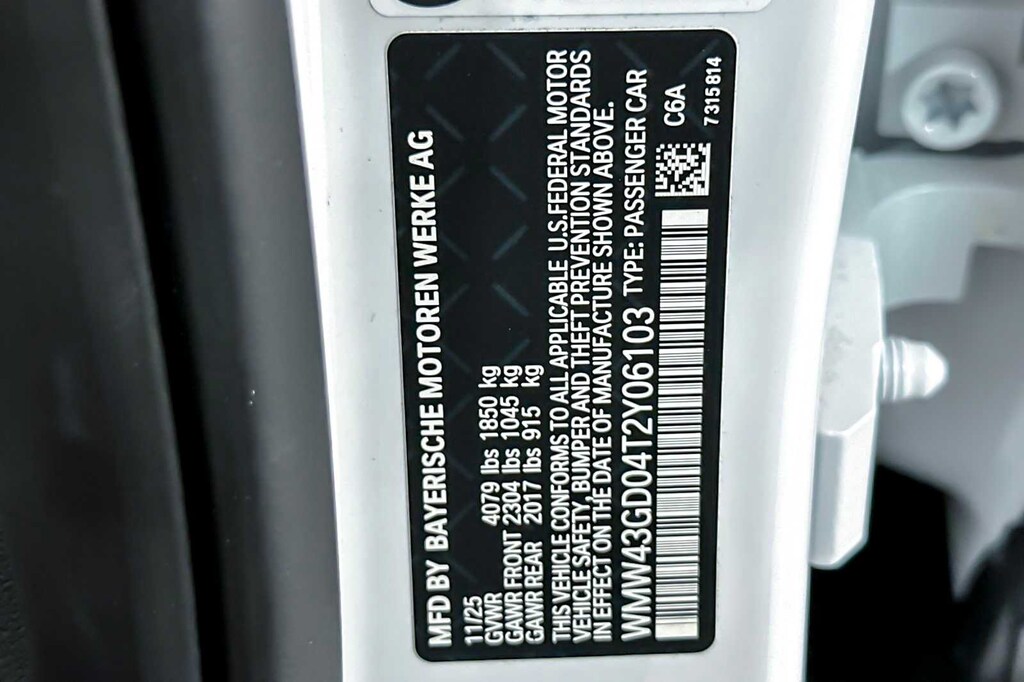 MFD BY BAYERISCHE MOTOREN WERKE AG
11/25
GVWR 4079 lbs 1850 kg
GAWR FRONT 2304 lbs 1045 kg
GAWR REAR 2017 lbs 915 kg
THIS VEHICLE CONFORMS TO ALL APPLICABLE U.S.FEDERAL MOTOR
VEHICLE SAFETY, BUMPER AND THEFT PREVENTION STANDARDS
IN EFFECT ON THE DATE OF MANUFACTURE SHOWN ABOVE.
WMW43GD04T2Y06103 TYPE: PASSENGER CAR
C6A
7315814